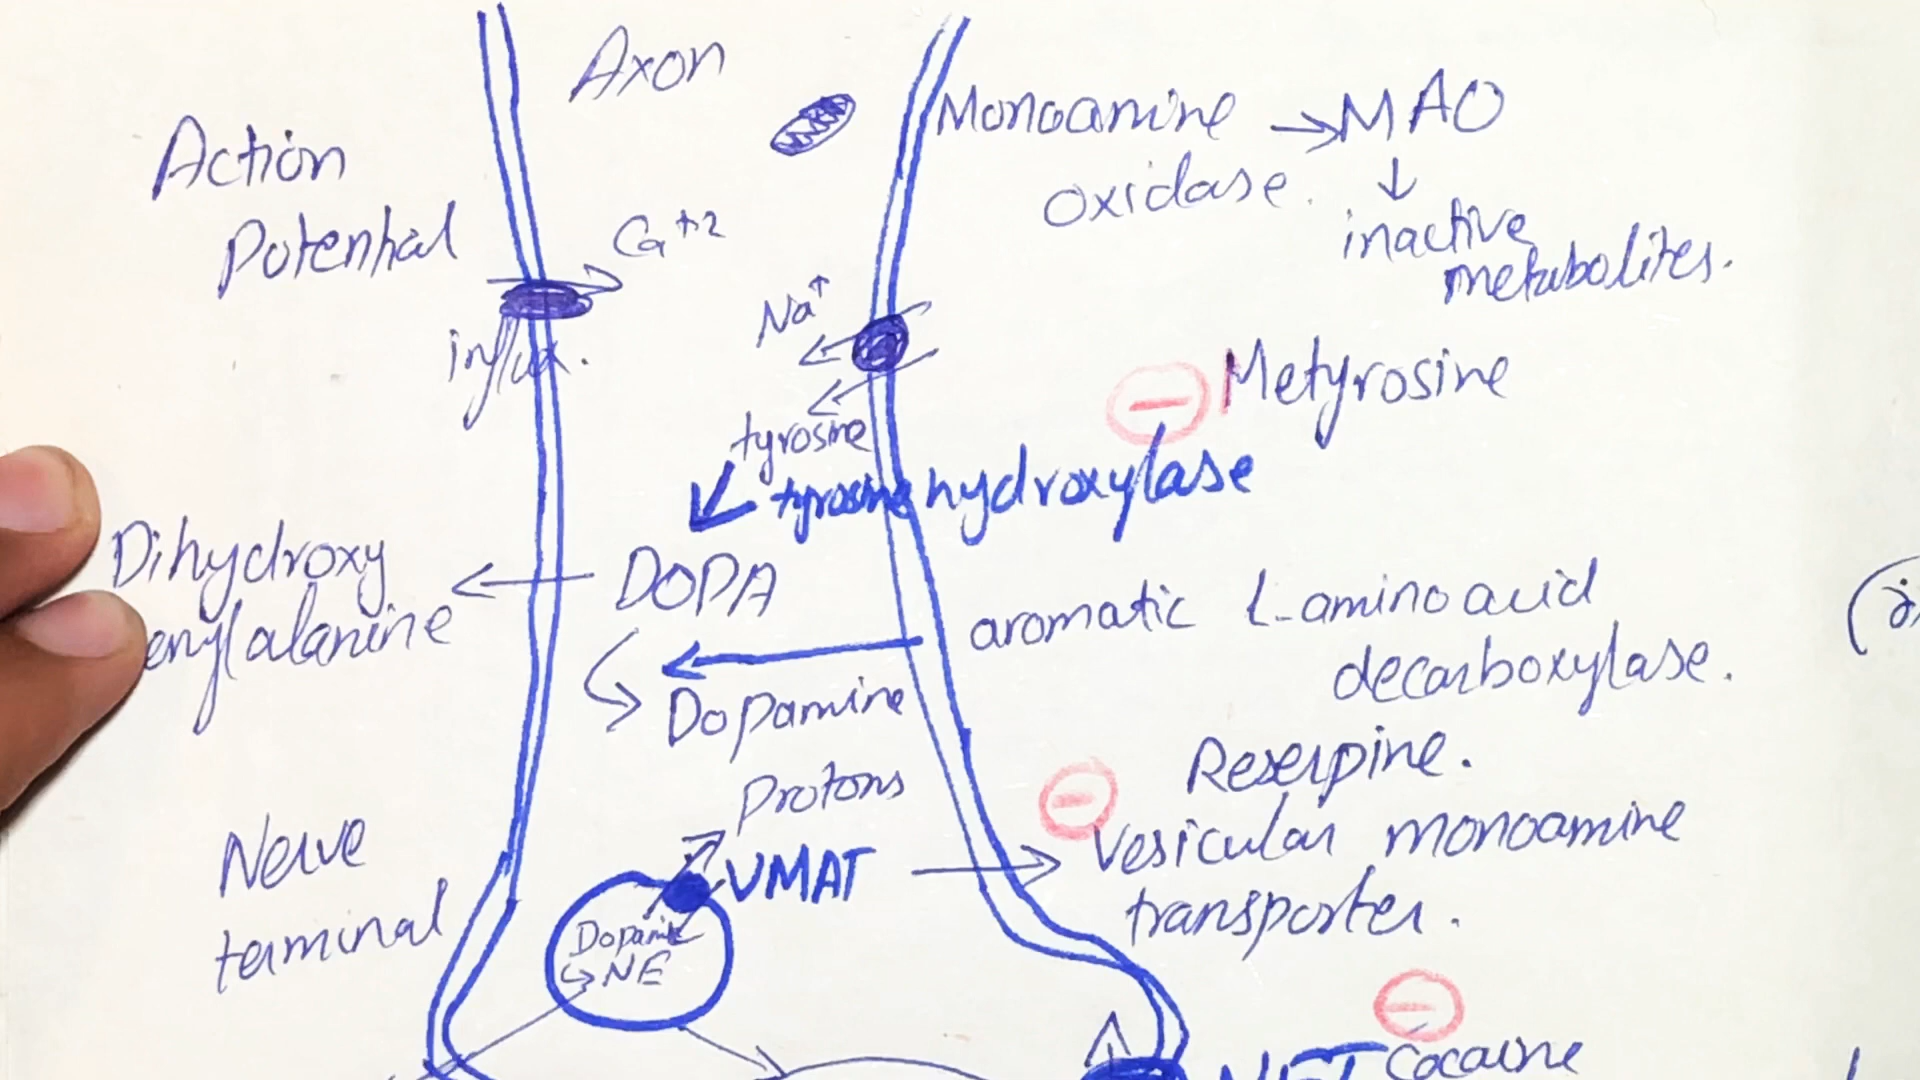 Axon
Monoamine → MAO
oxidase.
↓
inactive
metabolites.
Action
Potential
Ca++2
influx.
Na+
tyrosine
⊖ Metyrosine
tyrosine hydroxylase
Dihydroxy
enylalanine
DOPA
aromatic L-amino acid
decarboxylase.
Dopamine
Protons
Reserpine.
VMAT
⊖
Vesicular monoamine
transporter.
Nerve
terminal
Dopamine
↳ NE
⊖
NET Cocaine